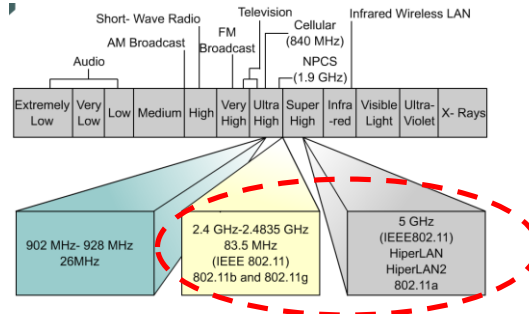 Short- Wave Radio
Television
Cellular
(840 MHz)
Infrared Wireless LAN
AM Broadcast
FM
Broadcast
NPCS
(1.9 GHz)
Audio
Extremely
Low
Very
Low
Low
Medium
High
Very
High
Ultra
High
Super
High
Infra
-red
Visible
Light
Ultra-
Violet
X- Rays
902 MHz- 928 MHz
26MHz
2.4 GHz-2.4835 GHz
83.5 MHz
(IEEE 802.11)
802.11b and 802.11g
5 GHz
(IEEE802.11)
HiperLAN
HiperLAN2
802.11a